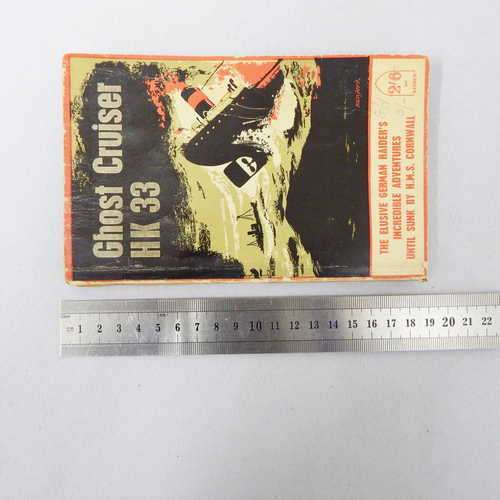 Ghost Cruiser
HK 33
2'6
THE ELUSIVE GERMAN RAIDER'S
INCREDIBLE ADVENTURES
UNTIL SUNK BY H.M.S. CORNWALL
1 2 3 4 5 6 7 8 9 10 11 12 13 14 15 16 17 18 19 20 21 22